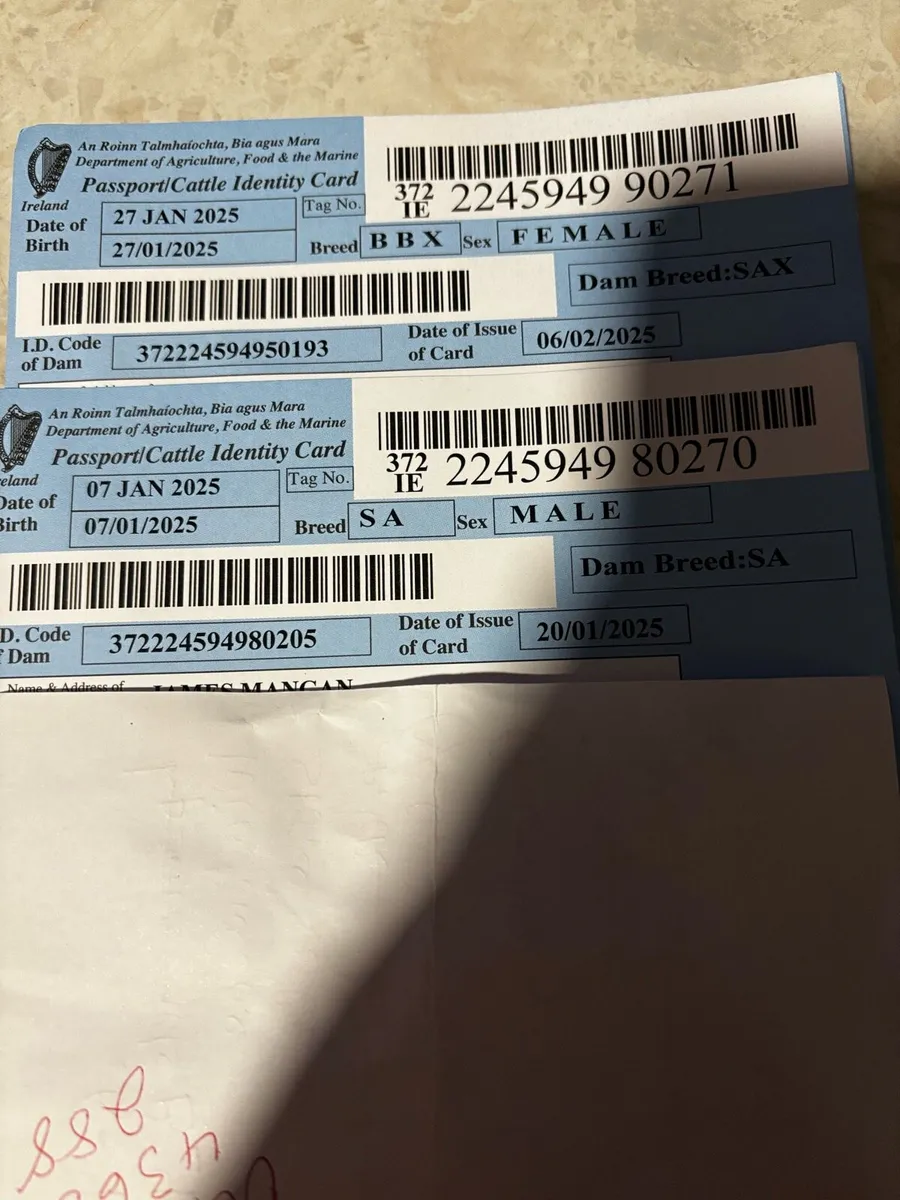 An Roinn Talmhaíochta, Bia agus Mara
Department of Agriculture, Food & the Marine
Passport/Cattle Identity Card
Ireland
Date of Birth
27 JAN 2025
27/01/2025
Tag No.
372 IE 2245949 90271
Breed BBX Sex FEMALE
Dam Breed:SAX
I.D. Code of Dam 372224594950193
Date of Issue of Card 06/02/2025
An Roinn Talmhaíochta, Bia agus Mara
Department of Agriculture, Food & the Marine
Passport/Cattle Identity Card
reland
Date of Birth
07 JAN 2025
07/01/2025
Tag No.
372 IE 2245949 80270
Breed SA Sex MALE
Dam Breed:SA
D. Code Dam 372224594980205
Date of Issue of Card 20/01/2025
Name & Address of JAMES MANGAN